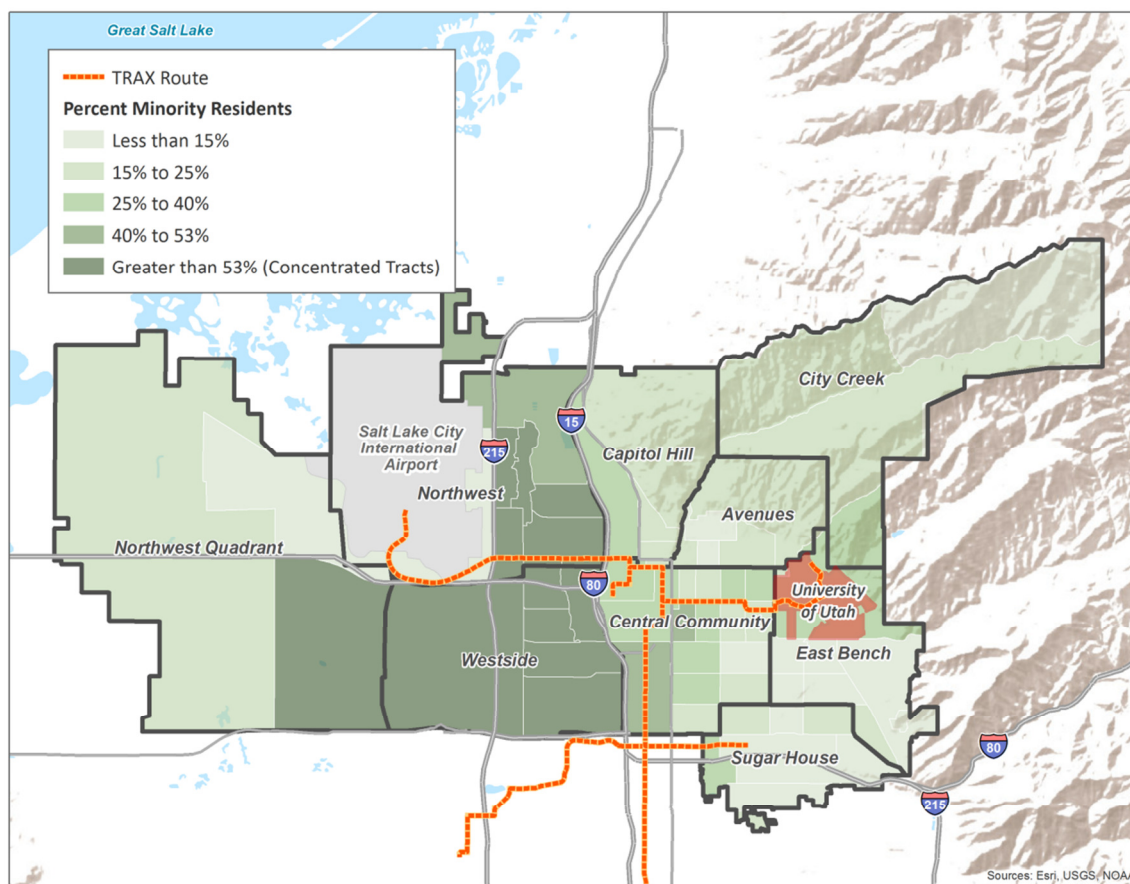 Great Salt Lake
TRAX Route
Percent Minority Residents
Less than 15%
15% to 25%
25% to 40%
40% to 53%
Greater than 53% (Concentrated Tracts)
City Creek
15
Salt Lake City
International
Airport
215
Capitol Hill
Northwest
Avenues
Northwest Quadrant
80
University
of Utah
Central Community
East Bench
Westside
Sugar House
80
215
Sources: Esri, USGS, NOAA